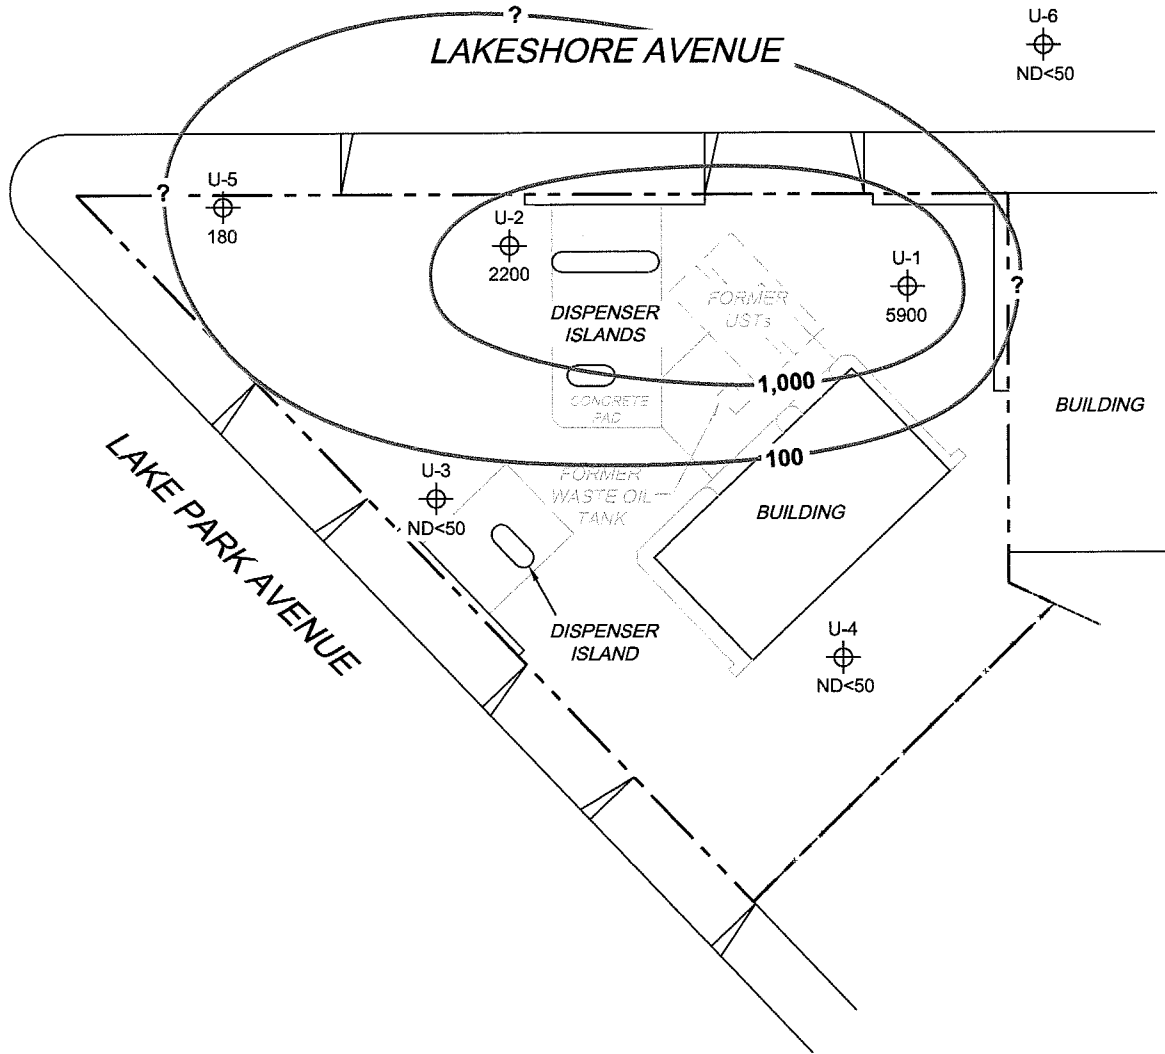 ?
LAKESHORE AVENUE
U-6
ND<50
?
U-5
180
U-2
2200
U-1
5900
?
FORMER
USTs
DISPENSER
ISLANDS
1,000
CONCRETE
PAD
BUILDING
100
U-3
ND<50
FORMER
WASTE OIL
TANK
BUILDING
LAKE PARK AVENUE
DISPENSER
ISLAND
U-4
ND<50